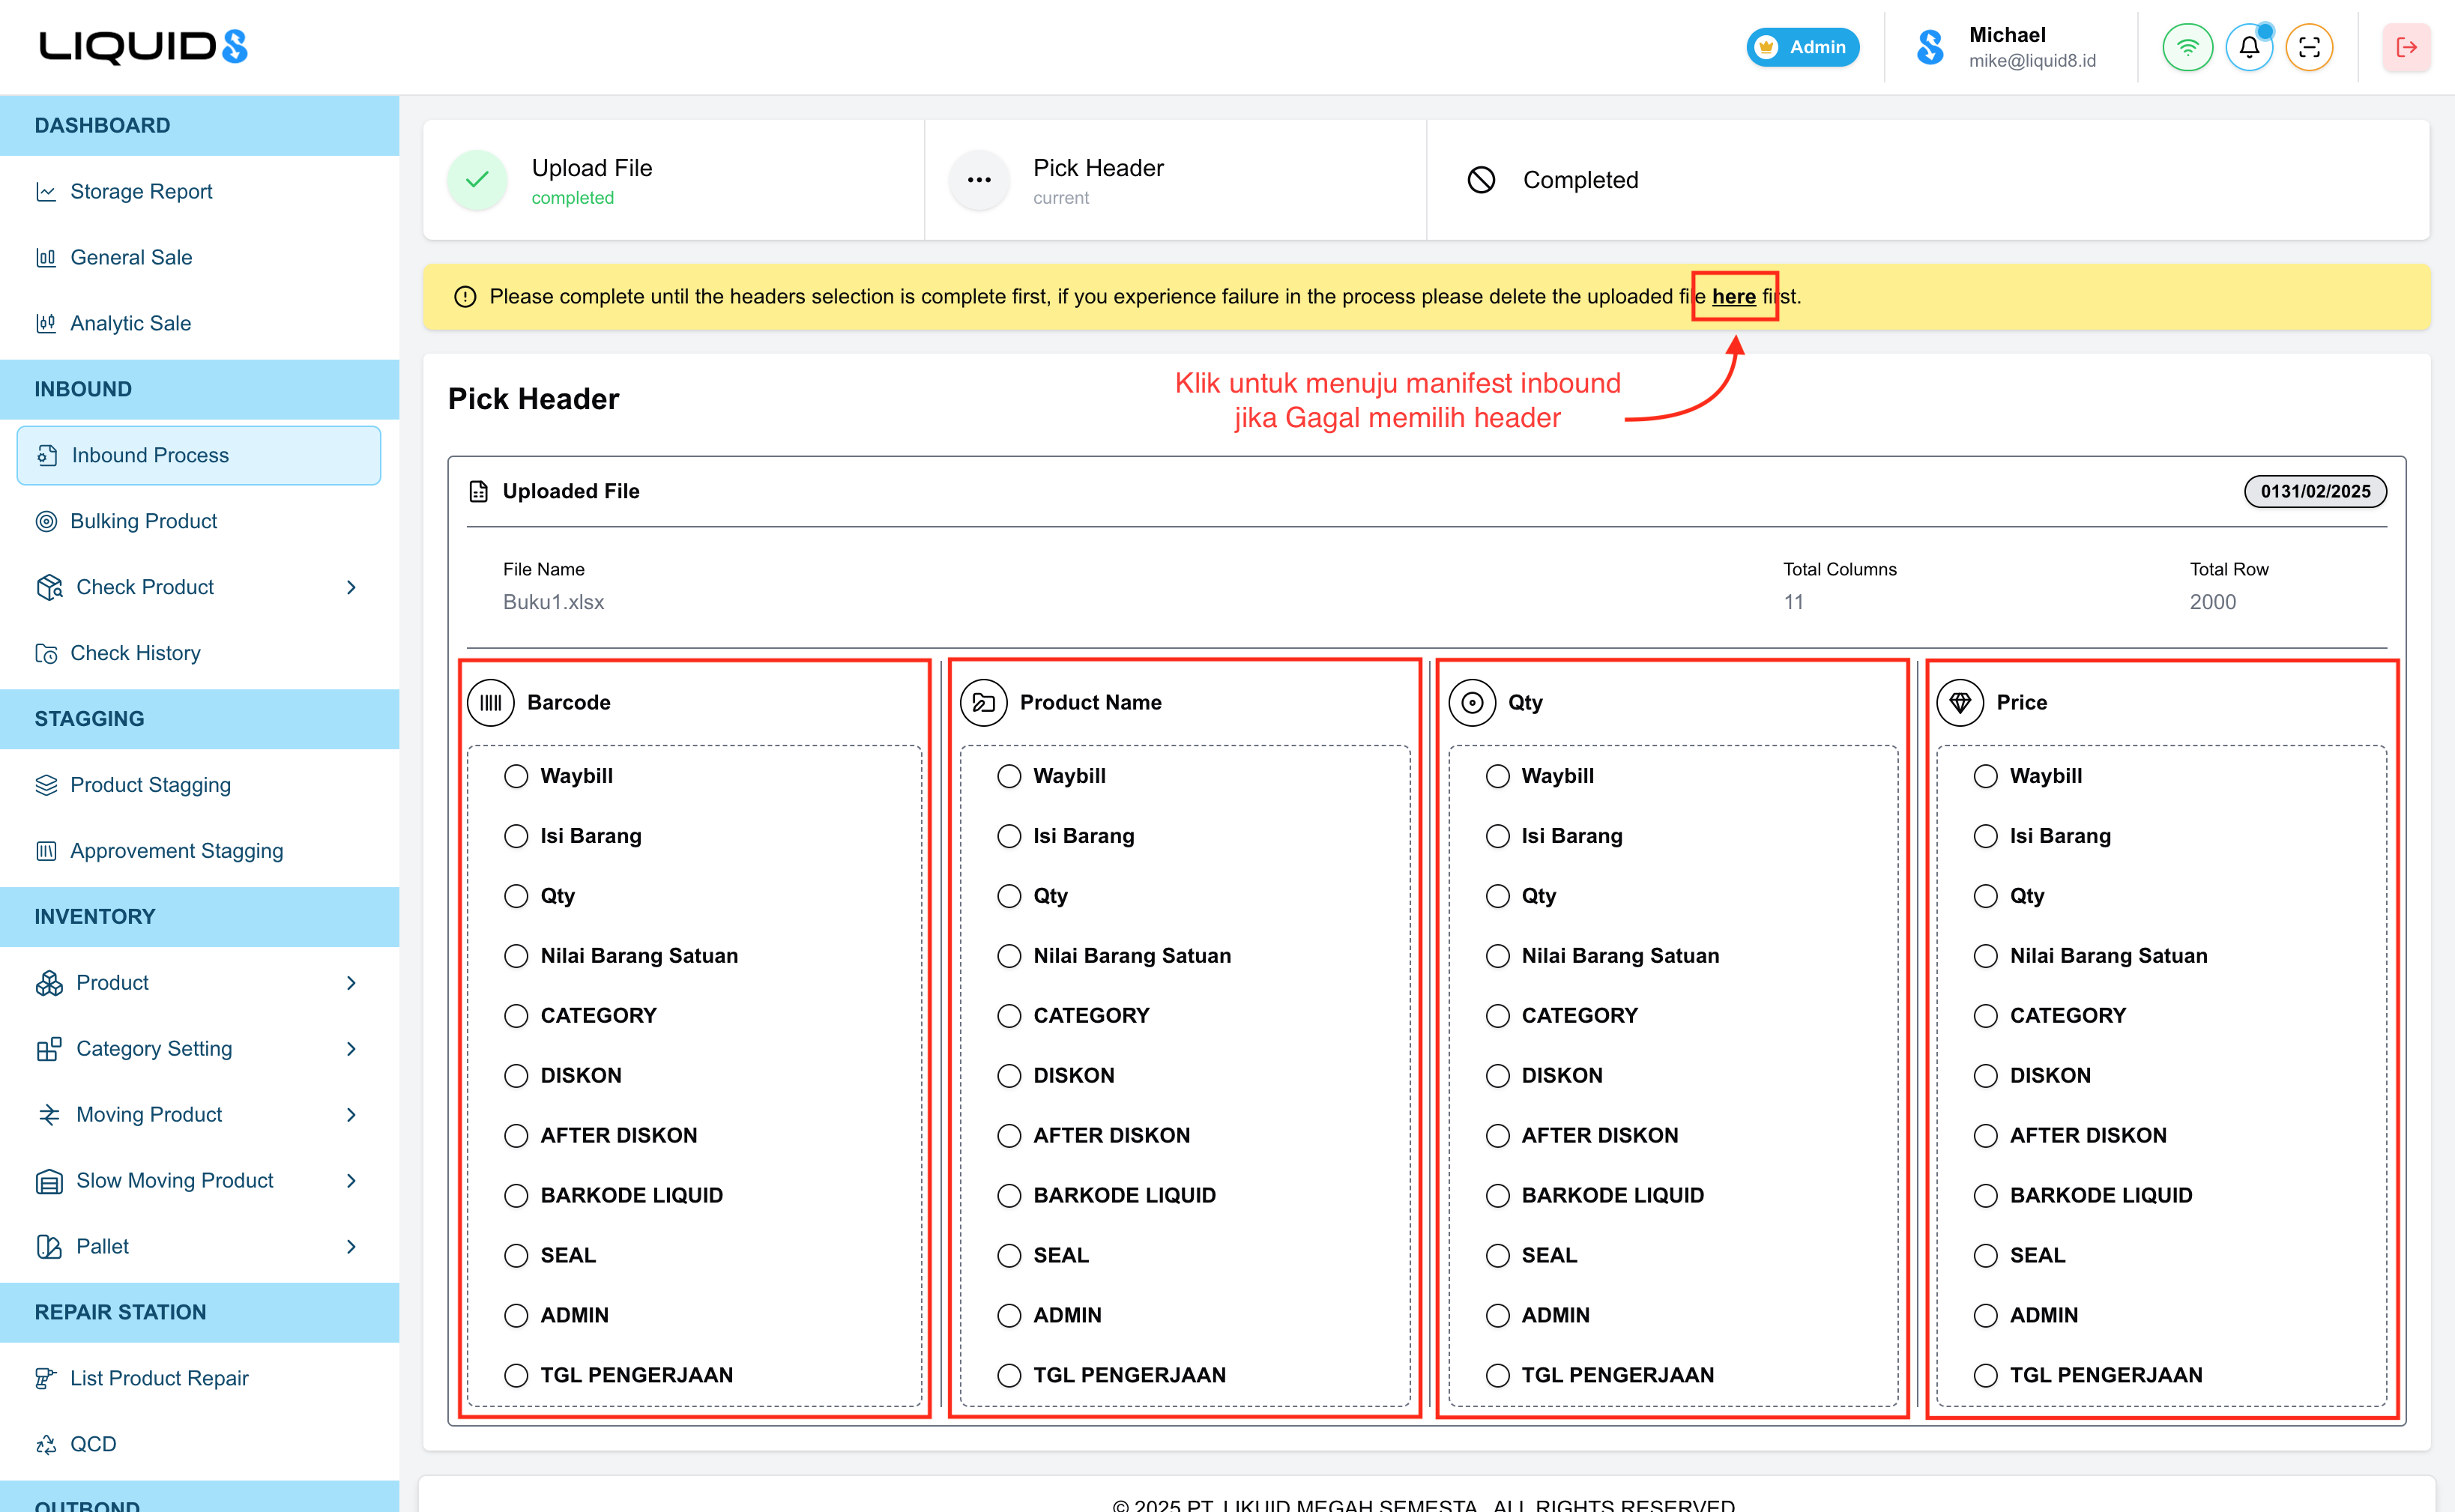 LIQUID8
Admin
Michael
mike@liquid8.id
DASHBOARD
Storage Report
General Sale
Analytic Sale
INBOUND
Inbound Process
Bulking Product
Check Product
Check History
STAGGING
Product Stagging
Approvement Stagging
INVENTORY
Product
Category Setting
Moving Product
Slow Moving Product
Pallet
REPAIR STATION
List Product Repair
QCD
OUTBOND
Upload File
completed
Pick Header
current
Completed
Please complete until the headers selection is complete first, if you experience failure in the process please delete the uploaded file here first.
Klik untuk menuju manifest inbound
jika Gagal memilih header
Pick Header
Uploaded File
0131/02/2025
File Name
Buku1.xlsx
Total Columns
11
Total Row
2000
Barcode
Waybill
Isi Barang
Qty
Nilai Barang Satuan
CATEGORY
DISKON
AFTER DISKON
BARKODE LIQUID
SEAL
ADMIN
TGL PENGERJAAN
Product Name
Waybill
Isi Barang
Qty
Nilai Barang Satuan
CATEGORY
DISKON
AFTER DISKON
BARKODE LIQUID
SEAL
ADMIN
TGL PENGERJAAN
Qty
Waybill
Isi Barang
Qty
Nilai Barang Satuan
CATEGORY
DISKON
AFTER DISKON
BARKODE LIQUID
SEAL
ADMIN
TGL PENGERJAAN
Price
Waybill
Isi Barang
Qty
Nilai Barang Satuan
CATEGORY
DISKON
AFTER DISKON
BARKODE LIQUID
SEAL
ADMIN
TGL PENGERJAAN
© 2025 PT. LIKUID MEGAH SEMESTA. ALL RIGHTS RESERVED